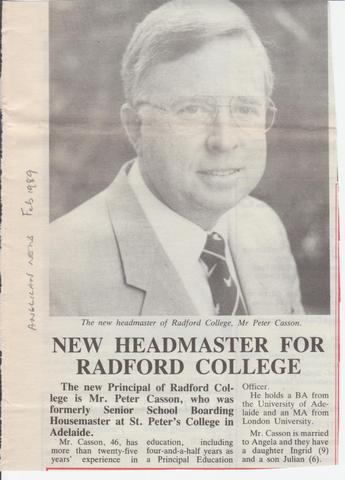 ANGLICAN NEWS Feb 1989
The new headmaster of Radford College, Mr Peter Casson.
NEW HEADMASTER FOR
RADFORD COLLEGE
The new Principal of Radford Col-
lege is Mr. Peter Casson, who was
formerly Senior School Boarding
Housemaster at St. Peter's College in
Adelaide.
Mr. Casson, 46, has
more than twenty-five
years' experience in
education, including
four-and-a-half years as
a Principal Education
Officer.
He holds a BA from
the University of Ade-
laide and an MA from
London University.
Mr. Casson is married
to Angela and they have
a daughter Ingrid (9)
and a son Julian (6).